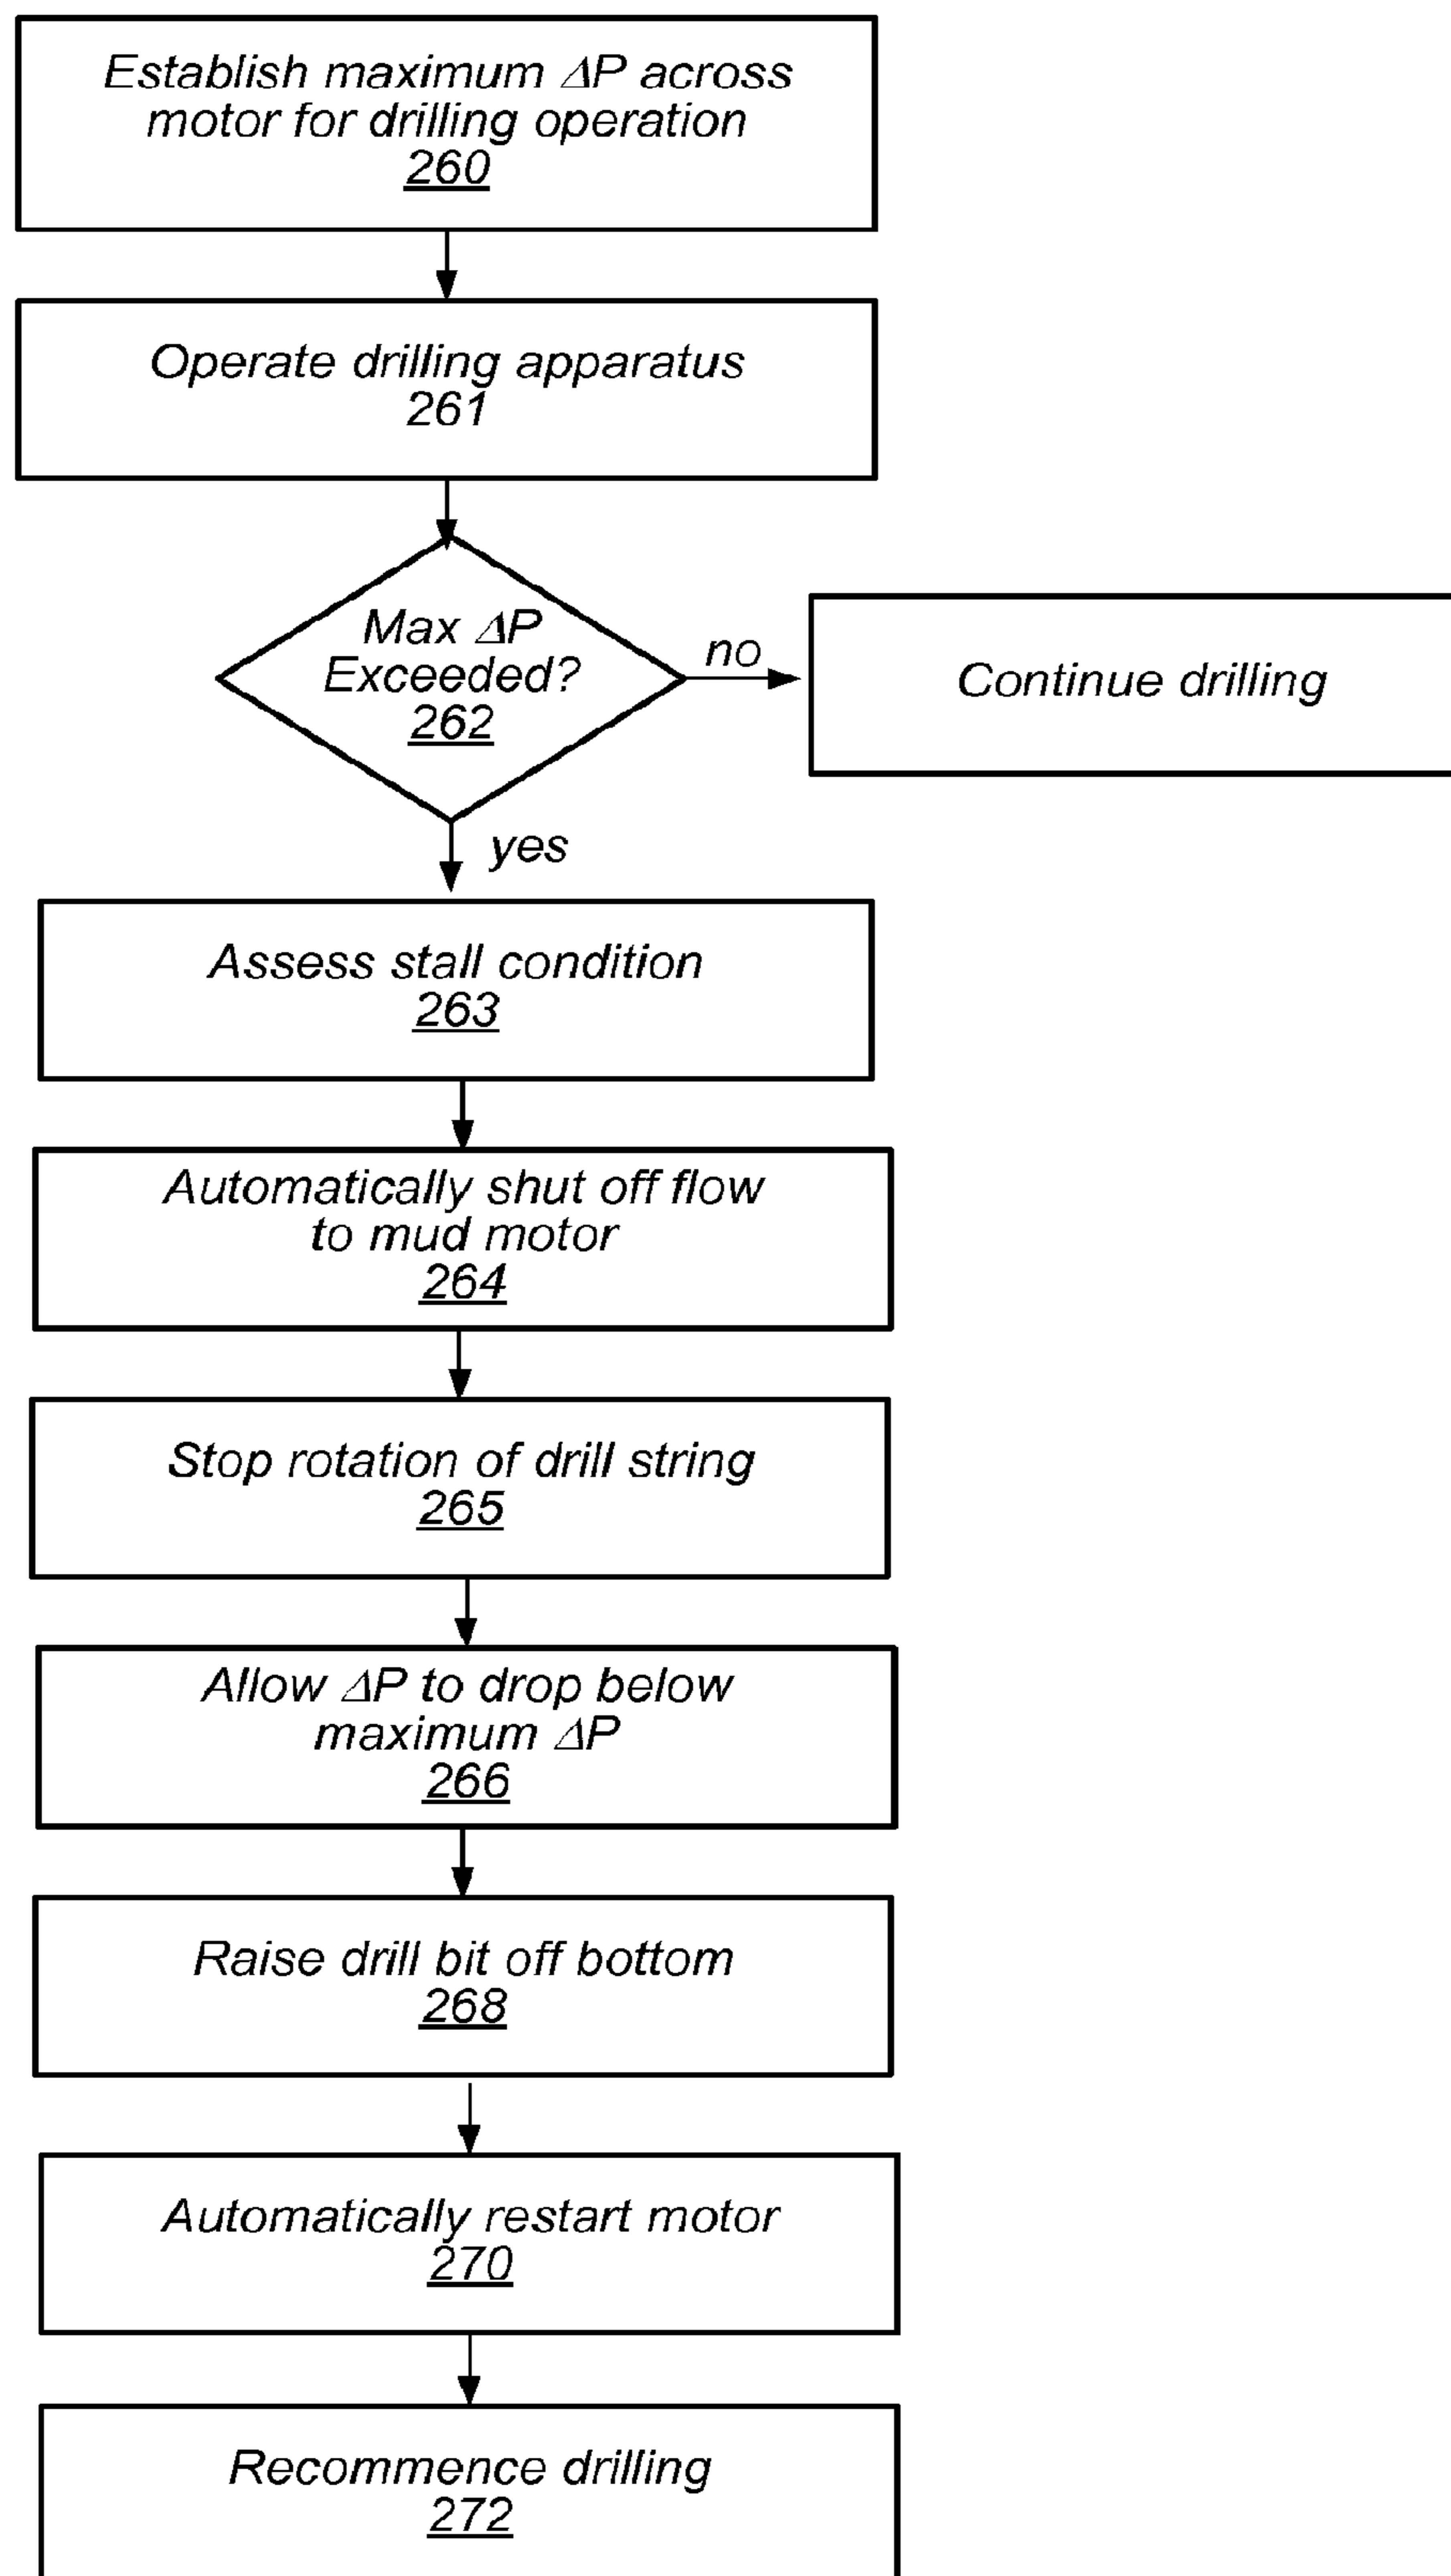 Establish maximum ΔP across
motor for drilling operation
260
Operate drilling apparatus
261
Max ΔP
Exceeded?
262
no
Continue drilling
yes
Assess stall condition
263
Automatically shut off flow
to mud motor
264
Stop rotation of drill string
265
Allow ΔP to drop below
maximum ΔP
266
Raise drill bit off bottom
268
Automatically restart motor
270
Recommence drilling
272